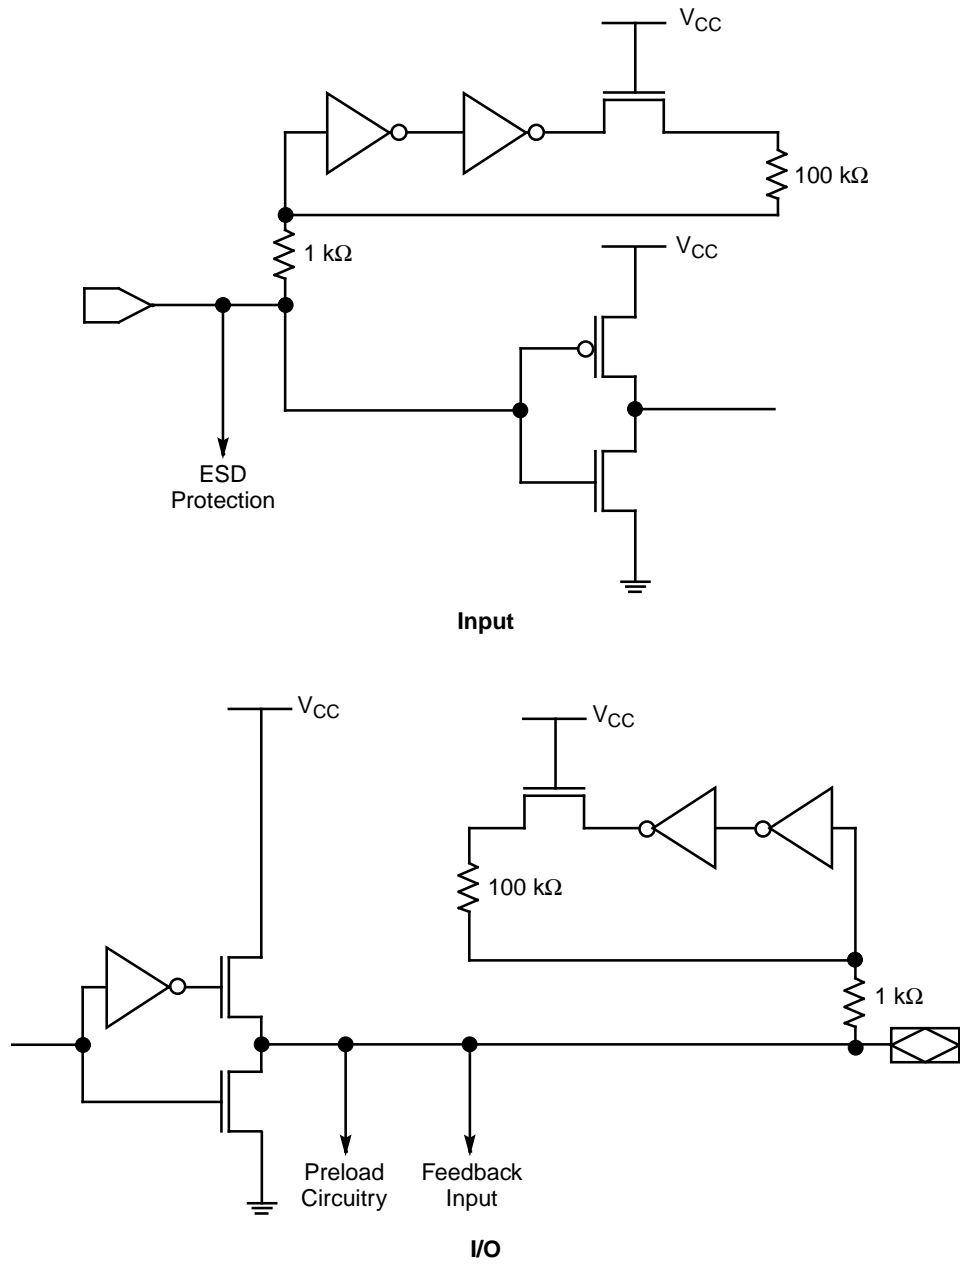 VCC
100 kΩ
1 kΩ
VCC
ESD
Protection
Input
VCC
VCC
100 kΩ
1 kΩ
Preload
Circuitry
Feedback
Input
I/O